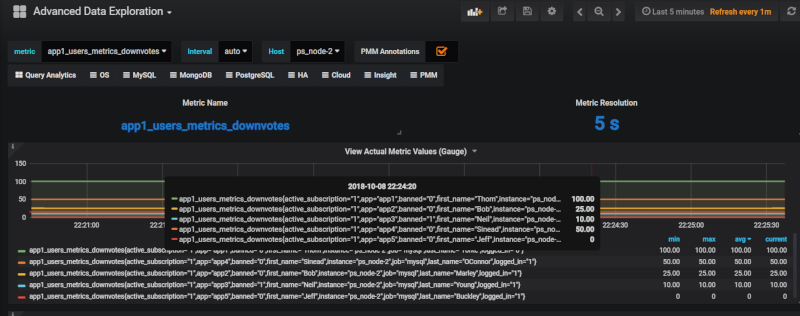 Advanced Data Exploration
Last 5 minutes Refresh every 1m
metric app1_users_metrics_downvotes Interval auto Host ps_node-2 PMM Annotations
Query Analytics OS MySQL MongoDB PostgreSQL HA Cloud Insight PMM
Metric Name
Metric Resolution
app1_users_metrics_downvotes
5 s
View Actual Metric Values (Gauge)
150
100
50
0
22:21:00 22:24:30 22:25:00 22:25:30
2018-10-08 22:24:20
app1_users_metrics_downvotes{active_subscription="1",app="app1",banned="0",first_name="Thom",instance="ps_nod... 100.00
app1_users_metrics_downvotes{active_subscription="1",app="app2",banned="0",first_name="Bob",instance="ps_node-... 25.00
app1_users_metrics_downvotes{active_subscription="1",app="app3",banned="1",first_name="Neil",instance="ps_node-... 10.00
app1_users_metrics_downvotes{active_subscription="1",app="app4",banned="0",first_name="Sinead",instance="ps_no... 50.00
app1_users_metrics_downvotes{active_subscription="1",app="app5",banned="0",first_name="Jeff",instance="ps_node-... 0
min max avg current
100.00 100.00 100.00 100.00
app1_users_metrics_downvotes{active_subscription="1",app="app4",banned="0",first_name="Sinead",instance="ps_node-2",job="mysql",last_name="OConnor",logged_in="1"} 50.00 50.00 50.00 50.00
app1_users_metrics_downvotes{active_subscription="1",app="app2",banned="0",first_name="Bob",instance="ps_node-2",job="mysql",last_name="Marley",logged_in="1"} 25.00 25.00 25.00 25.00
app1_users_metrics_downvotes{active_subscription="1",app="app3",banned="1",first_name="Neil",instance="ps_node-2",job="mysql",last_name="Young",logged_in="1"} 10.00 10.00 10.00 10.00
app1_users_metrics_downvotes{active_subscription="1",app="app5",banned="0",first_name="Jeff",instance="ps_node-2",job="mysql",last_name="Buckley",logged_in="1"} 0 0 0 0